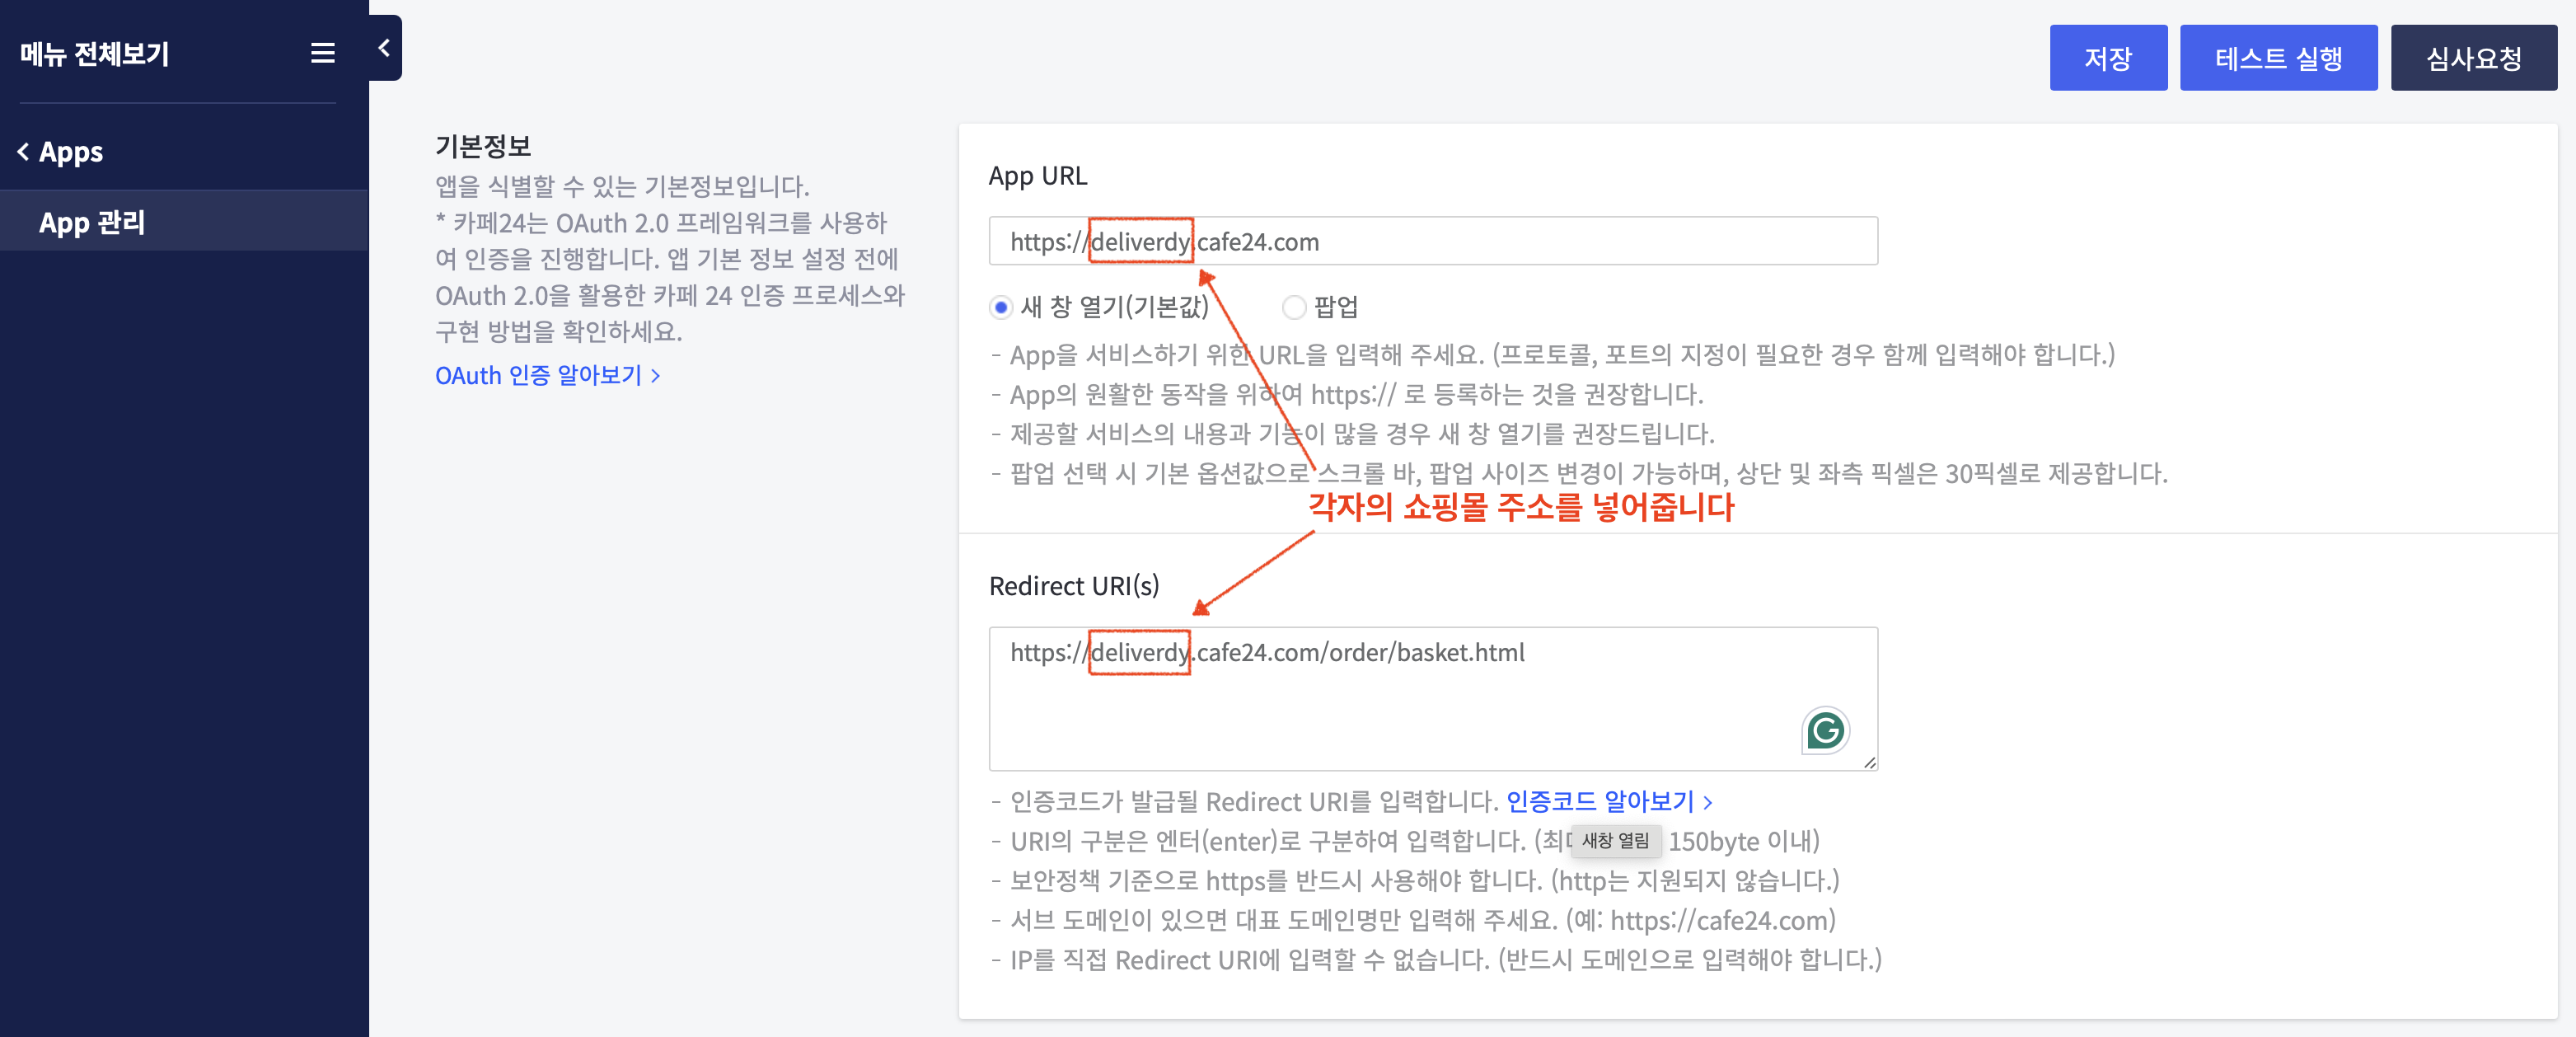 메뉴 전체보기
Apps
App 관리
저장
테스트 실행
심사요청
기본정보
앱을 식별할 수 있는 기본정보입니다.
* 카페24는 OAuth 2.0 프레임워크를 사용하
여 인증을 진행합니다. 앱 기본 정보 설정 전에
OAuth 2.0을 활용한 카페 24 인증 프로세스와
구현 방법을 확인하세요.
OAuth 인증 알아보기 >
App URL
https://deliverdy.cafe24.com
새 창 열기(기본값)
팝업
- App을 서비스하기 위한 URL을 입력해 주세요. (프로토콜, 포트의 지정이 필요한 경우 함께 입력해야 합니다.)
- App의 원활한 동작을 위하여 https:// 로 등록하는 것을 권장합니다.
- 제공할 서비스의 내용과 기능이 많을 경우 새 창 열기를 권장드립니다.
- 팝업 선택 시 기본 옵션값으로 스크롤 바, 팝업 사이즈 변경이 가능하며, 상단 및 좌측 픽셀은 30픽셀로 제공합니다.
각자의 쇼핑몰 주소를 넣어줍니다
Redirect URI(s)
https://deliverdy.cafe24.com/order/basket.html
- 인증코드가 발급될 Redirect URI를 입력합니다. 인증코드 알아보기 >
- URI의 구분은 엔터(enter)로 구분하여 입력합니다. 150byte 이내)
새창 열림
- 보안정책 기준으로 https를 반드시 사용해야 합니다. (http는 지원되지 않습니다.)
- 서브 도메인이 있으면 대표 도메인명만 입력해 주세요. (예: https://cafe24.com)
- IP를 직접 Redirect URI에 입력할 수 없습니다. (반드시 도메인으로 입력해야 합니다.)